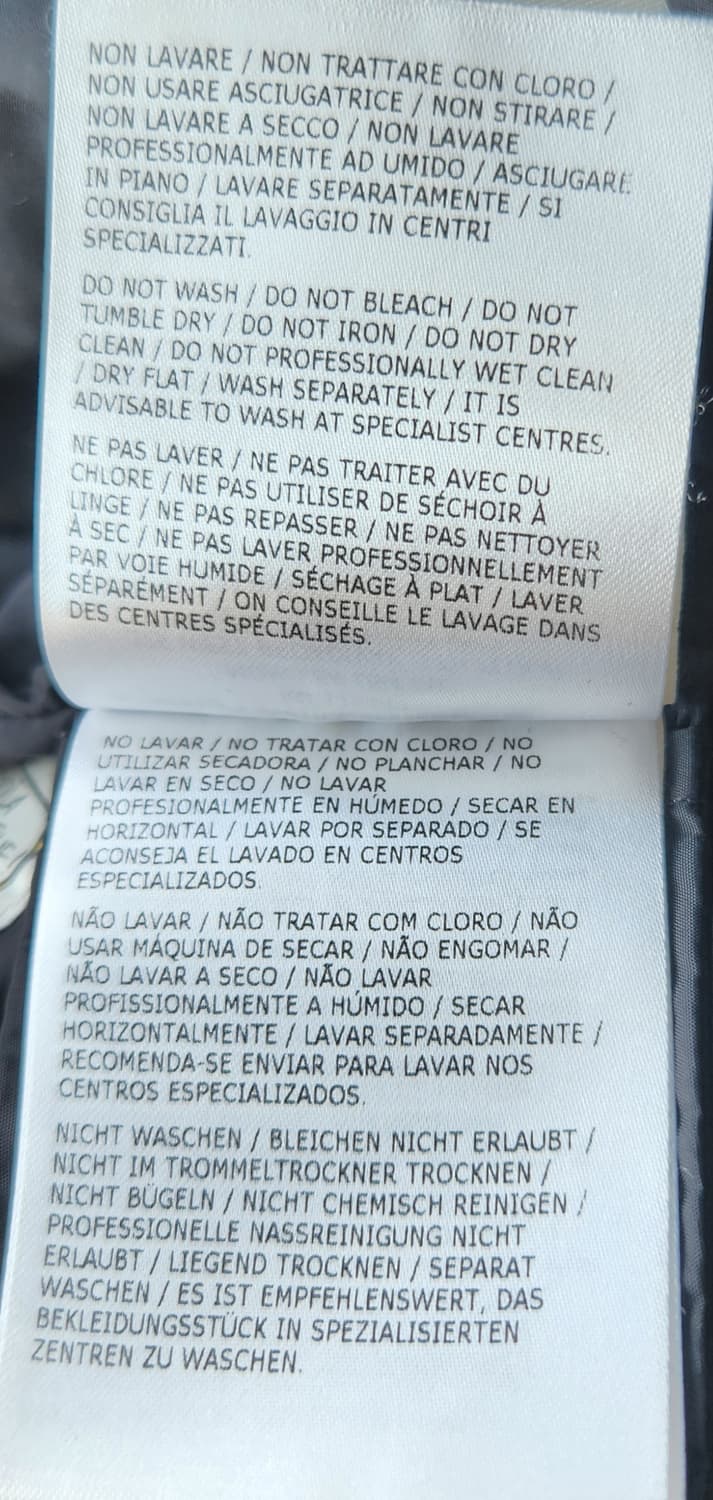 NON LAVARE / NON TRATTARE CON CLORO /
NON USARE ASCIUGATRICE / NON STIRARE /
NON LAVARE A SECCO / NON LAVARE
PROFESSIONALMENTE AD UMIDO / ASCIUGARE
IN PIANO / LAVARE SEPARATAMENTE / SI
CONSIGLIA IL LAVAGGIO IN CENTRI
SPECIALIZZATI.
DO NOT WASH / DO NOT BLEACH / DO NOT
TUMBLE DRY / DO NOT IRON / DO NOT DRY
CLEAN / DO NOT PROFESSIONALLY WET CLEAN
/ DRY FLAT / WASH SEPARATELY / IT IS
ADVISABLE TO WASH AT SPECIALIST CENTRES.
NE PAS LAVER / NE PAS TRAITER AVEC DU
CHLORE / NE PAS UTILISER DE SÉCHOIR À
LINGE / NE PAS REPASSER / NE PAS NETTOYER
À SEC / NE PAS LAVER PROFESSIONNELLEMENT
PAR VOIE HUMIDE / SÉCHAGE À PLAT / LAVER
SÉPARÉMENT / ON CONSEILLE LE LAVAGE DANS
DES CENTRES SPÉCIALISÉS.
NO LAVAR / NO TRATAR CON CLORO / NO
UTILIZAR SECADORA / NO PLANCHAR / NO
LAVAR EN SECO / NO LAVAR
PROFESIONALMENTE EN HÚMEDO / SECAR EN
HORIZONTAL / LAVAR POR SEPARADO / SE
ACONSEJA EL LAVADO EN CENTROS
ESPECIALIZADOS.
NÃO LAVAR / NÃO TRATAR COM CLORO / NÃO
USAR MÁQUINA DE SECAR / NÃO ENGOMAR /
NÃO LAVAR A SECO / NÃO LAVAR
PROFISSIONALMENTE A HÚMIDO / SECAR
HORIZONTALMENTE / LAVAR SEPARADAMENTE /
RECOMENDA-SE ENVIAR PARA LAVAR NOS
CENTROS ESPECIALIZADOS.
NICHT WASCHEN / BLEICHEN NICHT ERLAUBT /
NICHT IM TROMMELTROCKNER TROCKNEN /
NICHT BÜGELN / NICHT CHEMISCH REINIGEN /
PROFESSIONELLE NASSREINIGUNG NICHT
ERLAUBT / LIEGEND TROCKNEN / SEPARAT
WASCHEN / ES IST EMPFEHLENSWERT, DAS
BEKLEIDUNGSSTÜCK IN SPEZIALISIERTEN
ZENTREN ZU WASCHEN.